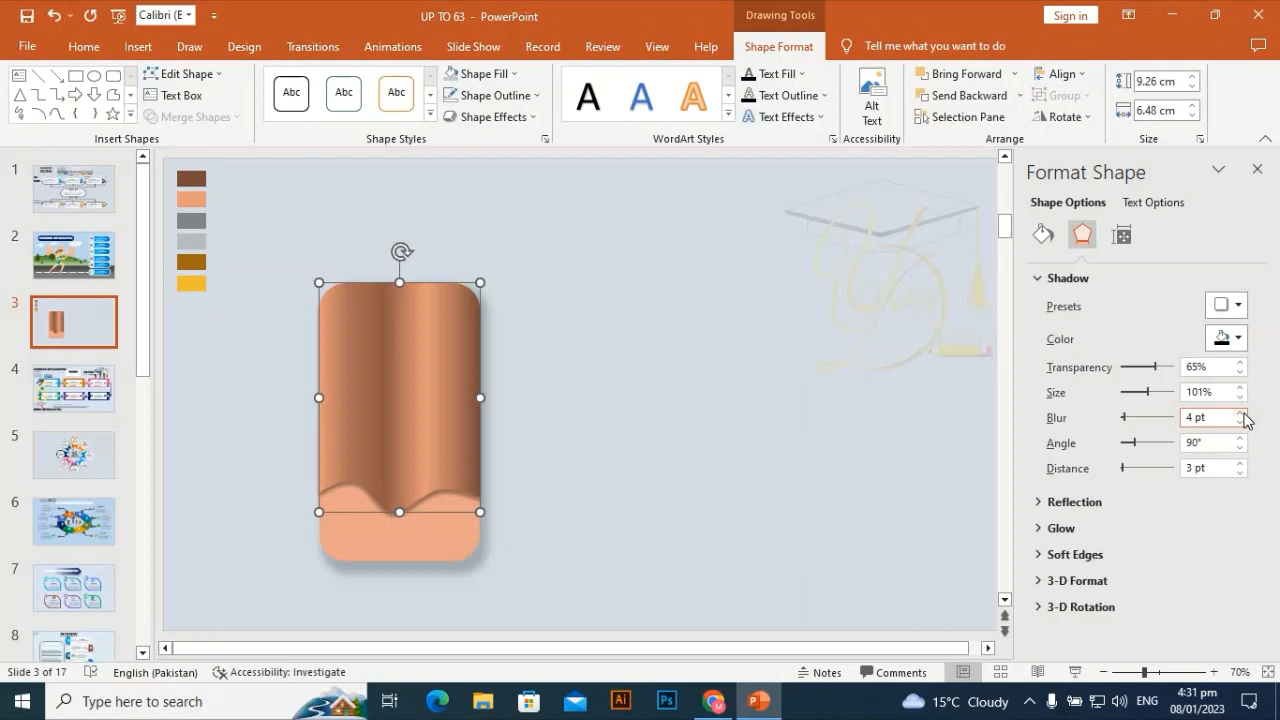 Calibri (E
UP TO 63 - PowerPoint
Drawing Tools
Sign in
File
Home
Insert
Draw
Design
Transitions
Animations
Slide Show
Record
Review
View
Help
Shape Format
Tell me what you want to do
Edit Shape
Text Box
Merge Shapes
Insert Shapes
Abc
Abc
Abc
Shape Fill
Shape Outline
Shape Effects
Shape Styles
A
A
A
Text Fill
Text Outline
Text Effects
WordArt Styles
Alt
Text
Accessibility
Bring Forward
Send Backward
Selection Pane
Align
Group
Rotate
Arrange
9.26 cm
6.48 cm
Size
1
2
3
4
5
6
7
8
Format Shape
Shape Options
Text Options
Shadow
Presets
Color
Transparency
65%
Size
101%
Blur
4 pt
Angle
90°
Distance
3 pt
Reflection
Glow
Soft Edges
3-D Format
3-D Rotation
Slide 3 of 17
English (Pakistan)
Accessibility: Investigate
Notes
Comments
70%
Type here to search
Ai
Ps
M
15°C Cloudy
ENG
4:31 pm
08/01/2023